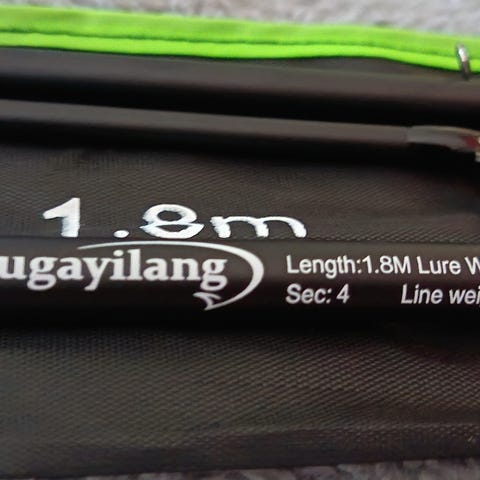 1.8m
ugayilang
Length:1.8M Lure W
Sec: 4 Line wei